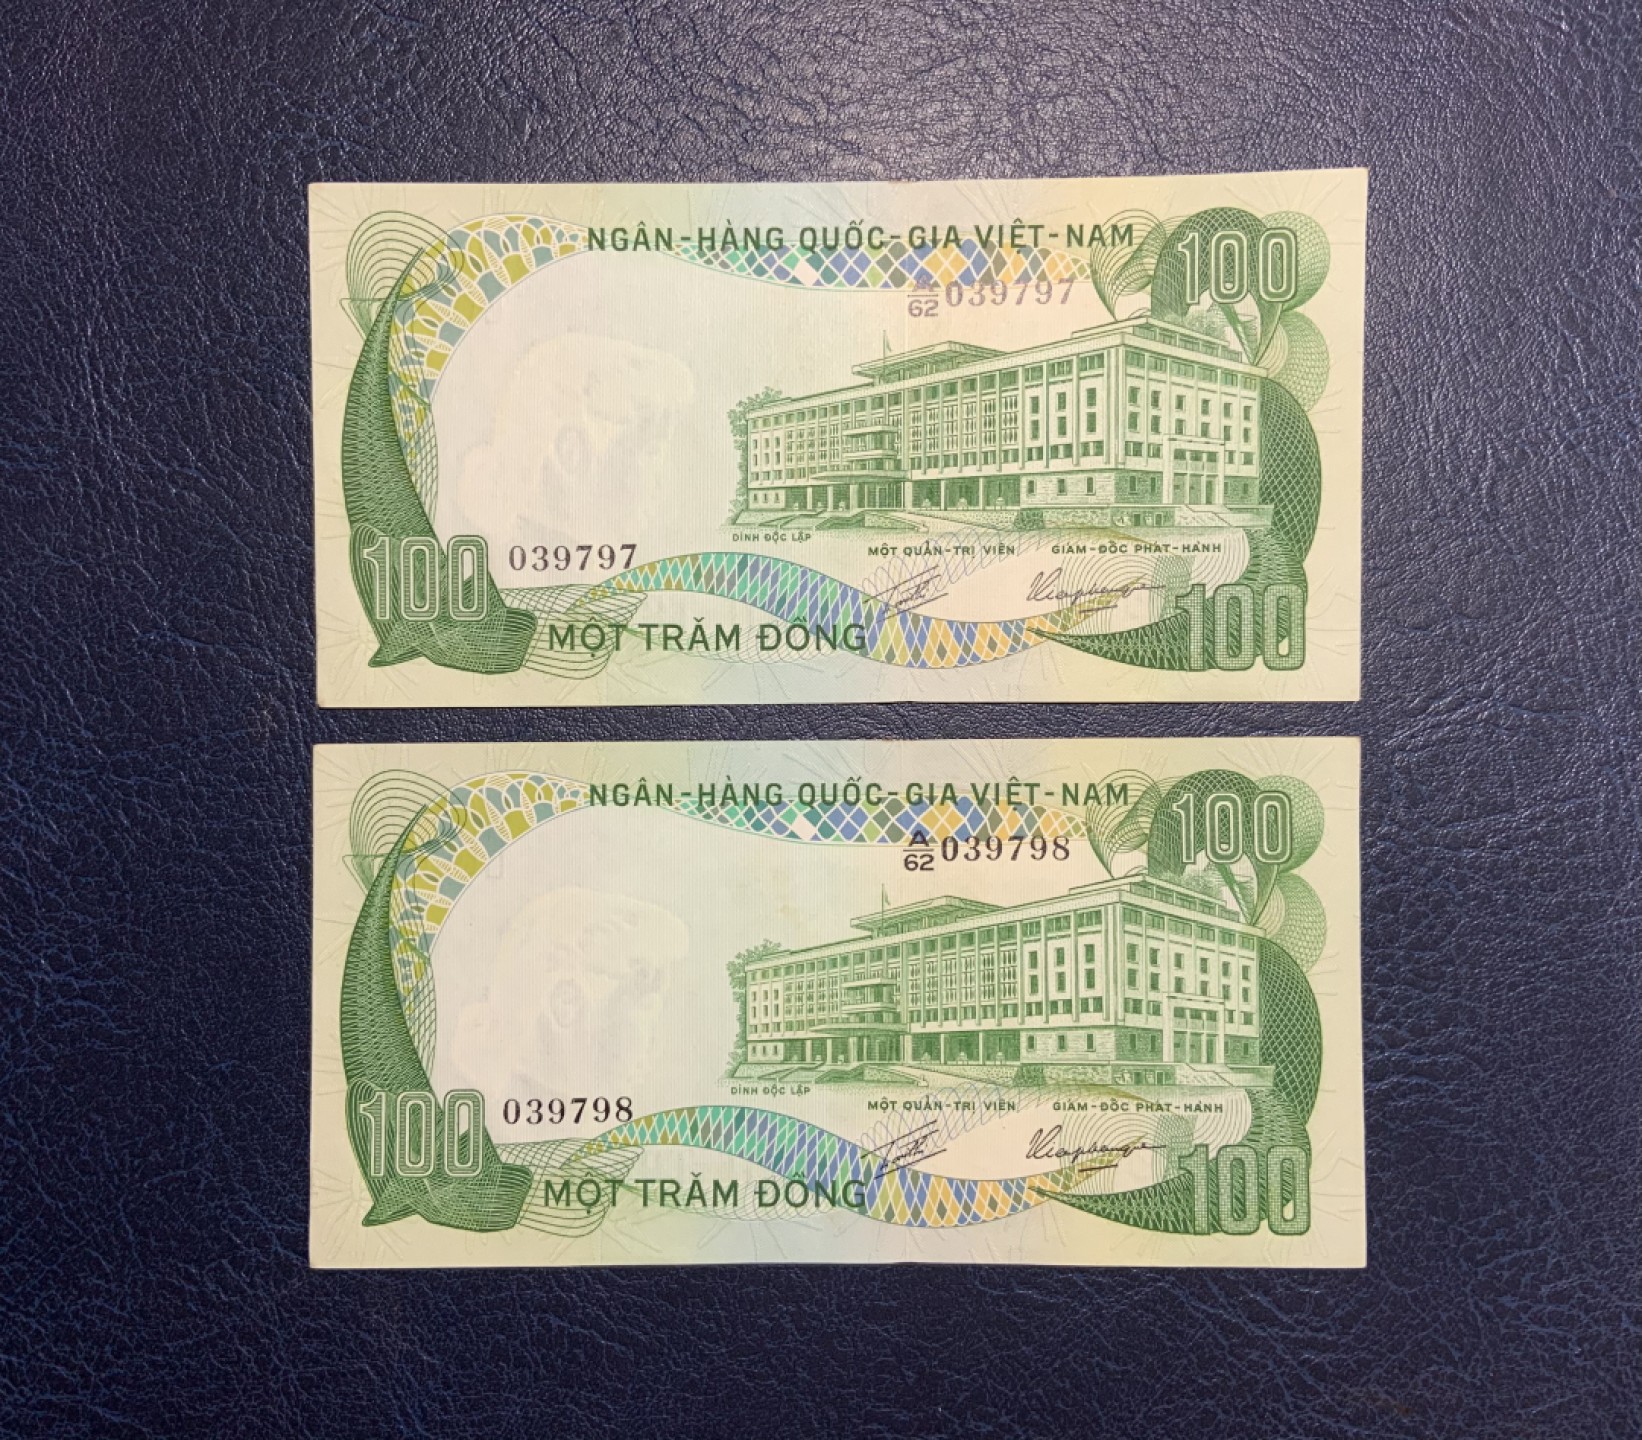 NGÂN-HÀNG QUỐC-GIA VIỆT-NAM
100
A/62 039797
DINH ĐỘC LẬP
MỘT QUẢN-TRỊ VIÊN
GIÁM-ĐỐC PHÁT-HÀNH
100
039797
MỘT TRĂM ĐỒNG
100
NGÂN-HÀNG QUỐC-GIA VIỆT-NAM
100
A/62 039798
DINH ĐỘC LẬP
MỘT QUẢN-TRỊ VIÊN
GIÁM-ĐỐC PHÁT-HÀNH
100
039798
MỘT TRĂM ĐỒNG
100